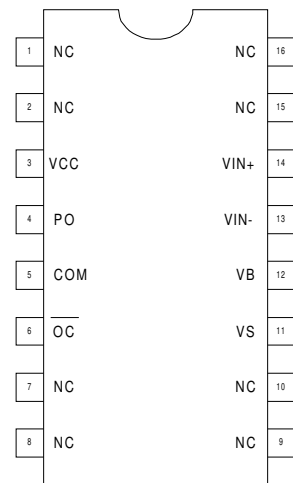 1 NC NC 16
2 NC NC 15
3 VCC VIN+ 14
4 PO VIN- 13
5 COM VB 12
6 O̅C̅ VS 11
7 NC NC 10
8 NC NC 9